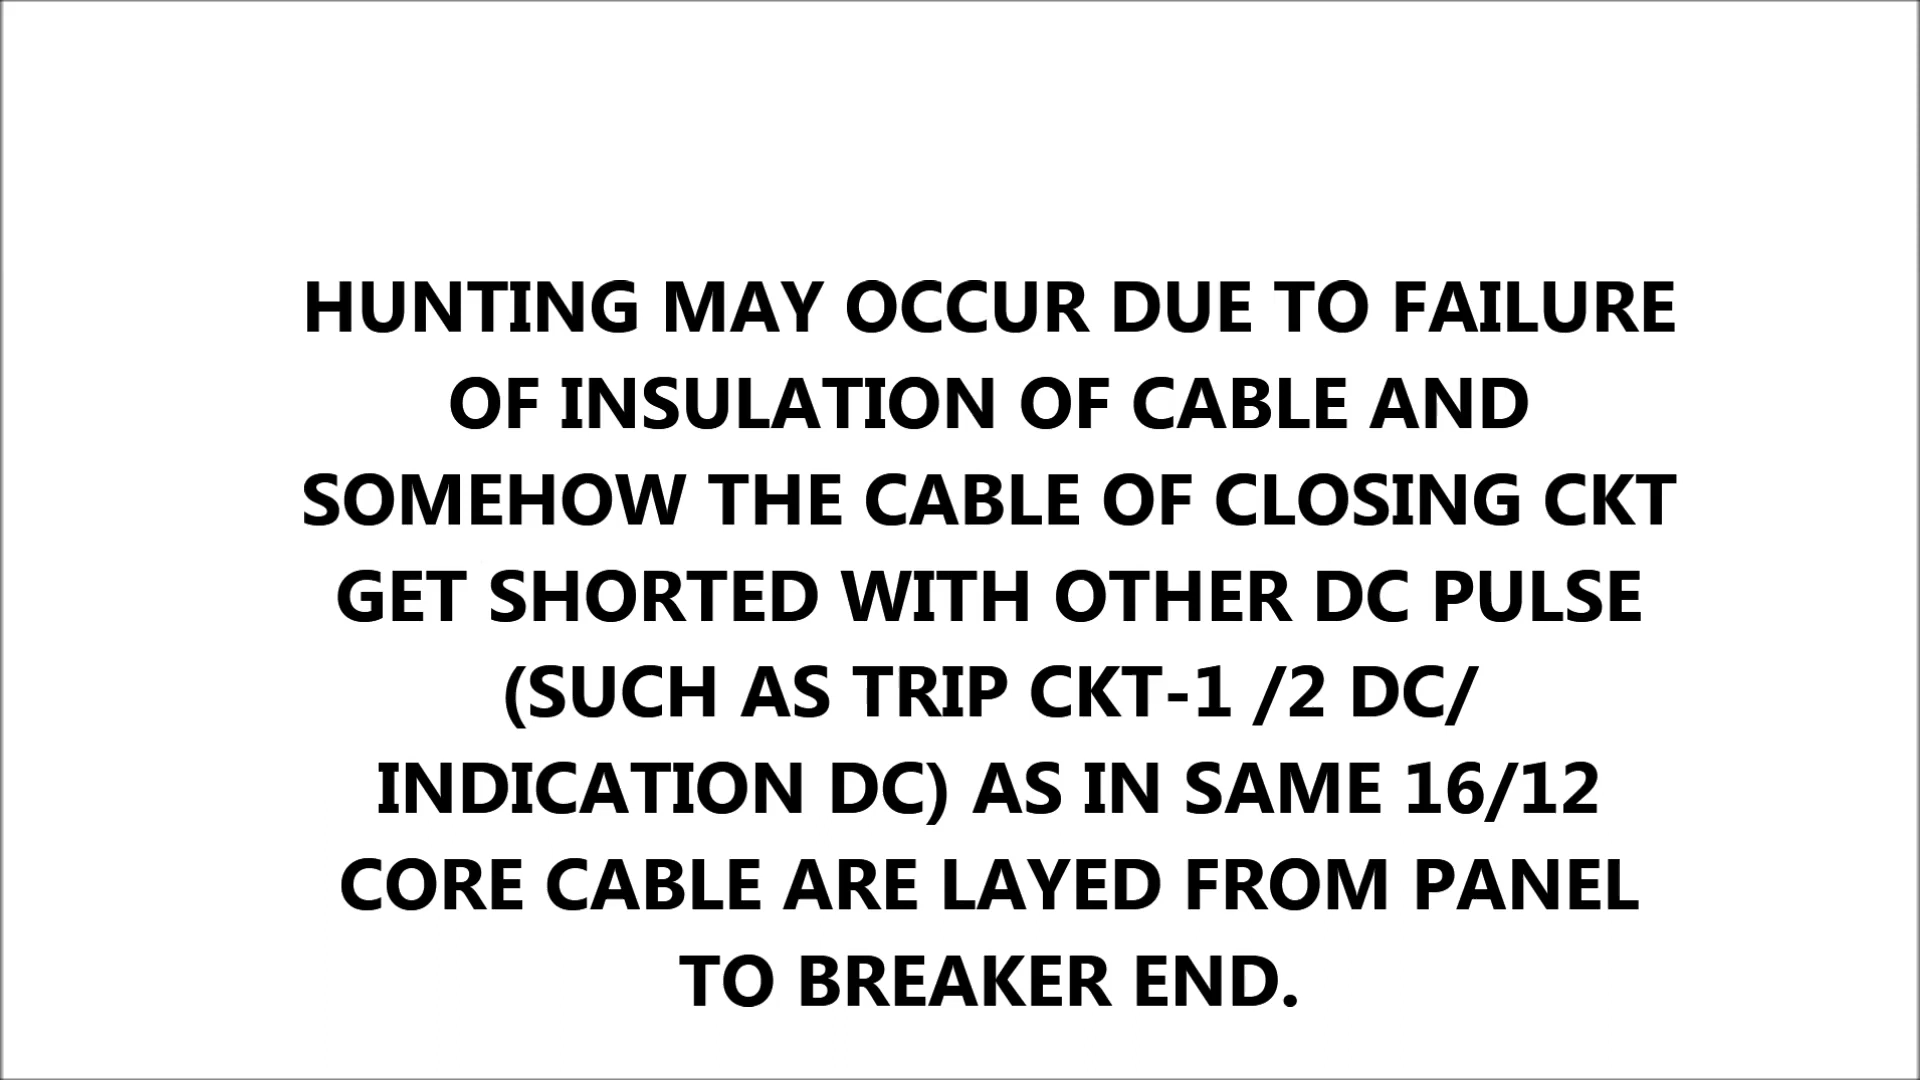 HUNTING MAY OCCUR DUE TO FAILURE
OF INSULATION OF CABLE AND
SOMEHOW THE CABLE OF CLOSING CKT
GET SHORTED WITH OTHER DC PULSE
(SUCH AS TRIP CKT-1 /2 DC/
INDICATION DC) AS IN SAME 16/12
CORE CABLE ARE LAYED FROM PANEL
TO BREAKER END.